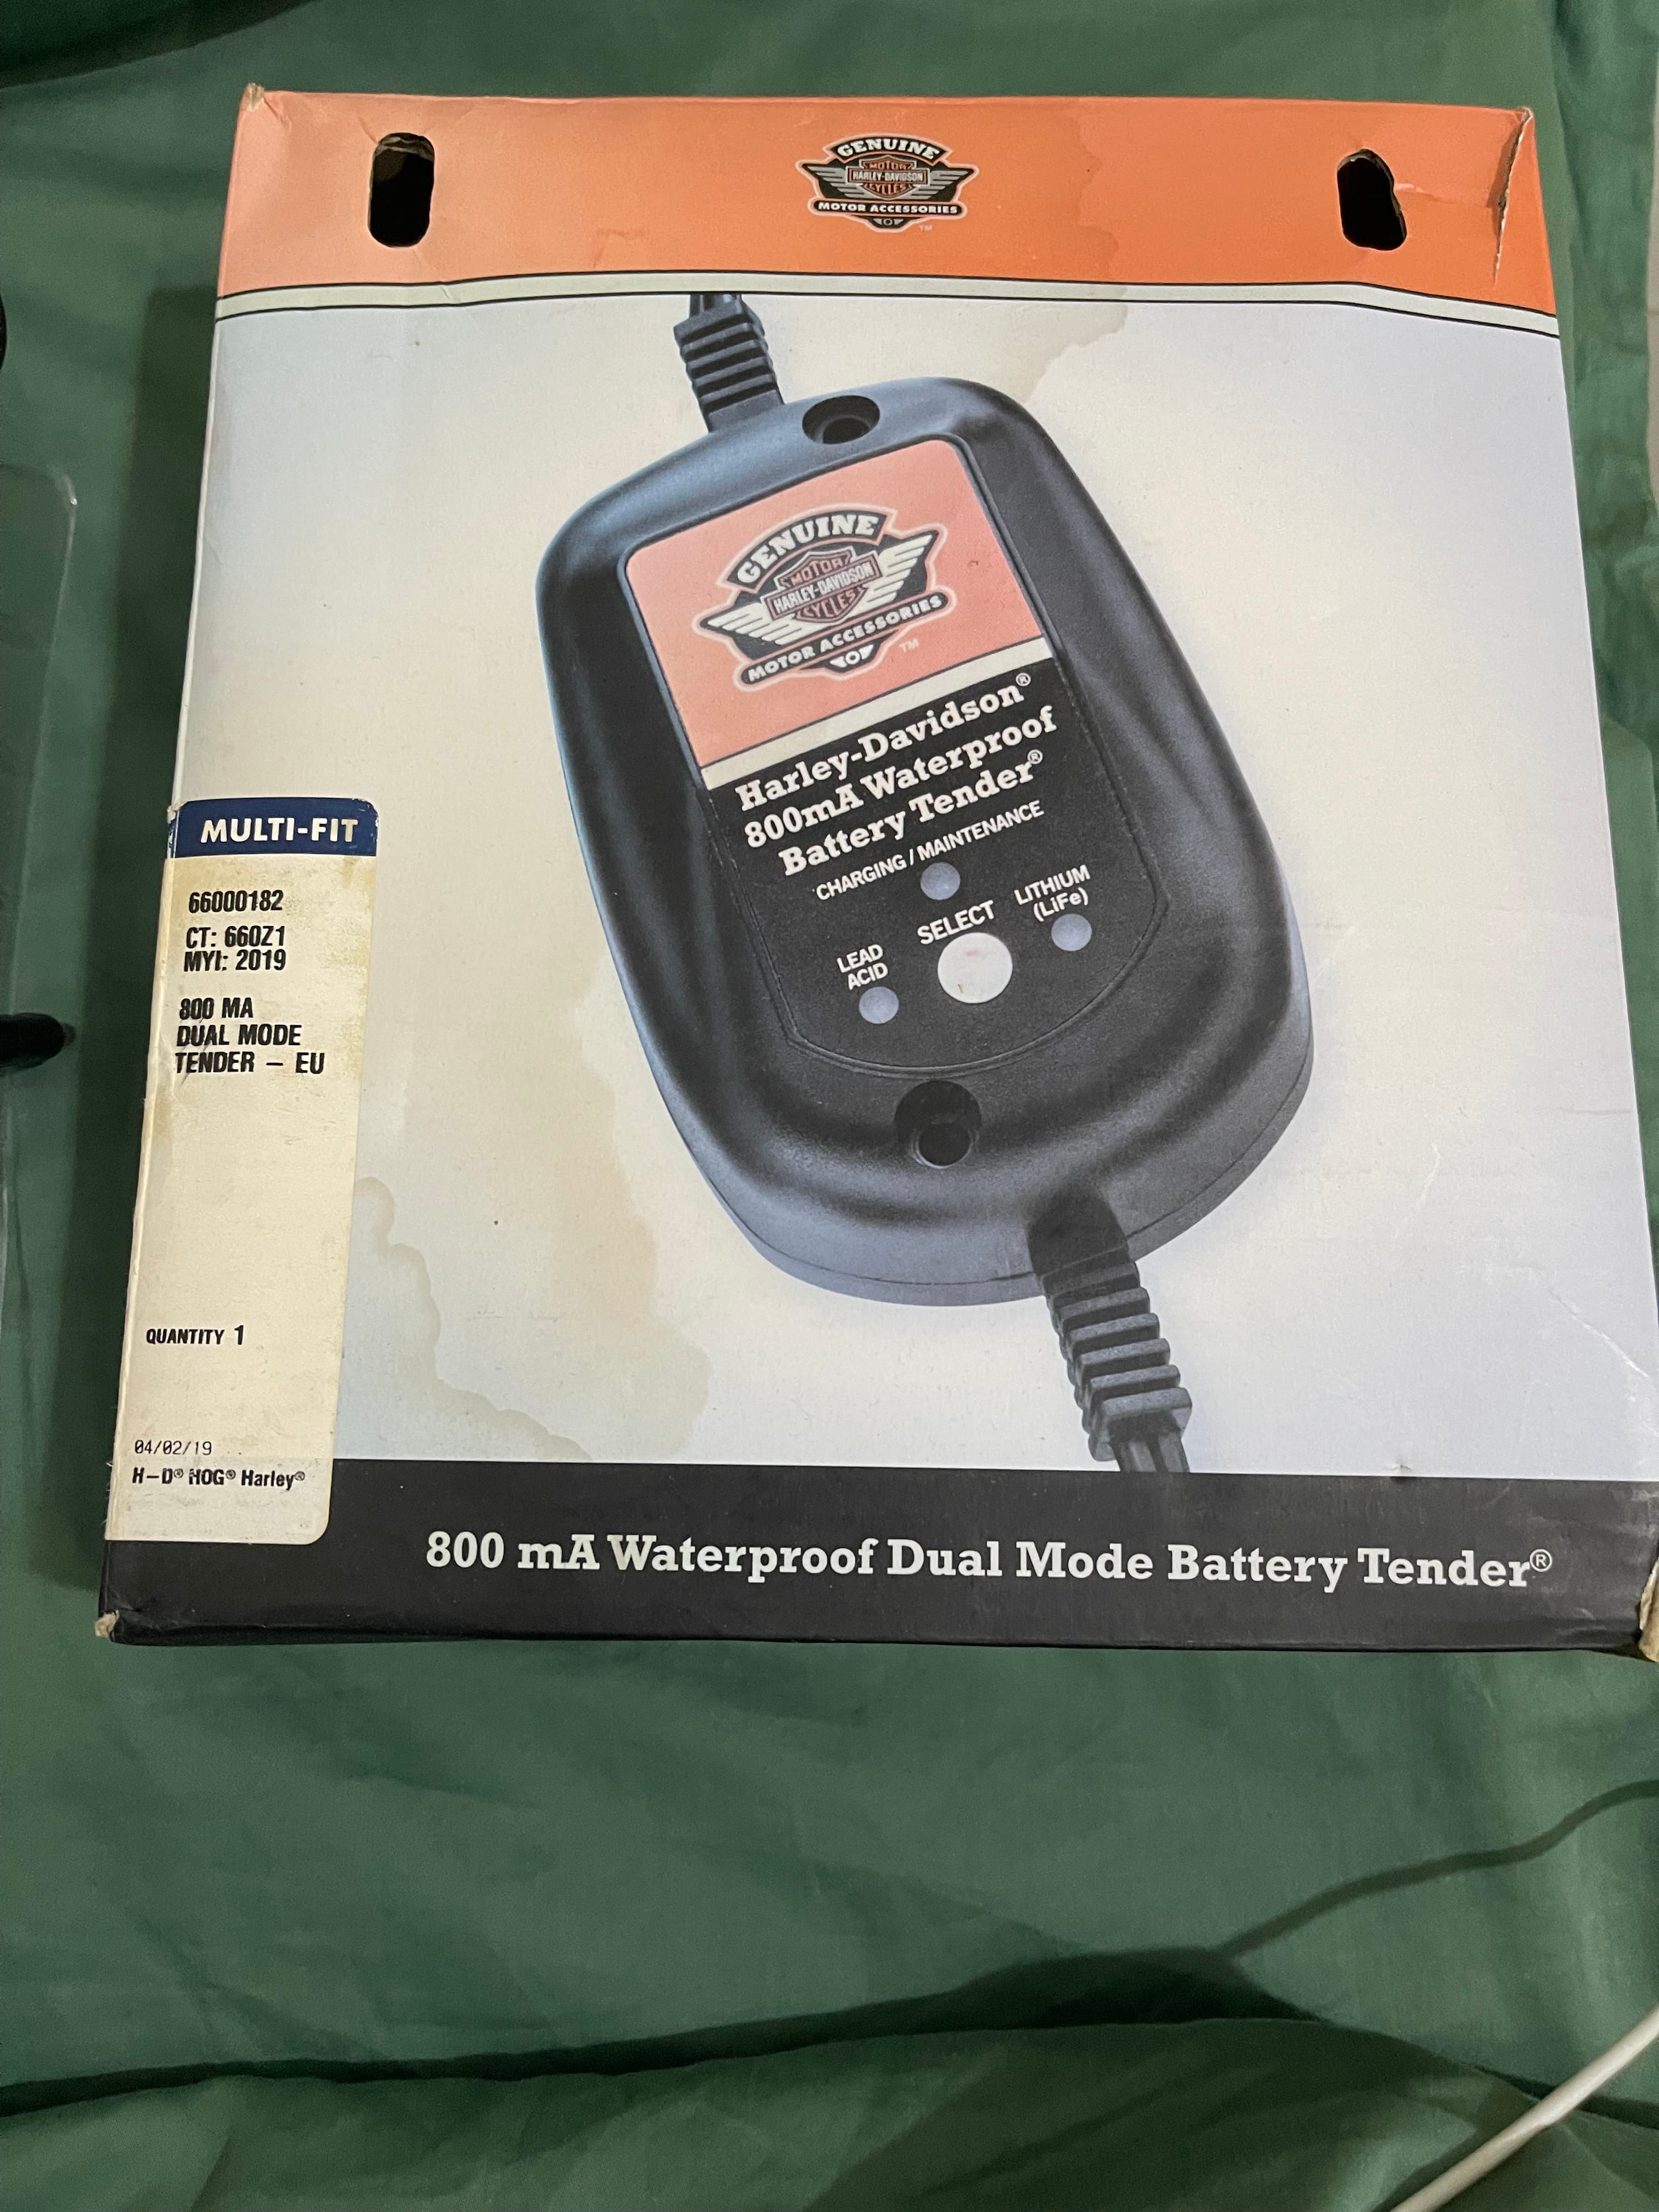 GENUINE
MOTOR
HARLEY-DAVIDSON
CYCLES
MOTOR ACCESSORIES
TM
GENUINE
MOTOR
HARLEY-DAVIDSON
CYCLES
MOTOR ACCESSORIES
TM
Harley-Davidson®
800mA Waterproof
Battery Tender®
CHARGING / MAINTENANCE
SELECT
LITHIUM
(LiFe)
LEAD
ACID
MULTI-FIT
66000182
CT: 660Z1
MYI: 2019
800 MA
DUAL MODE
TENDER – EU
QUANTITY 1
04/02/19
H–D® HOG® Harley®
800 mA Waterproof Dual Mode Battery Tender®